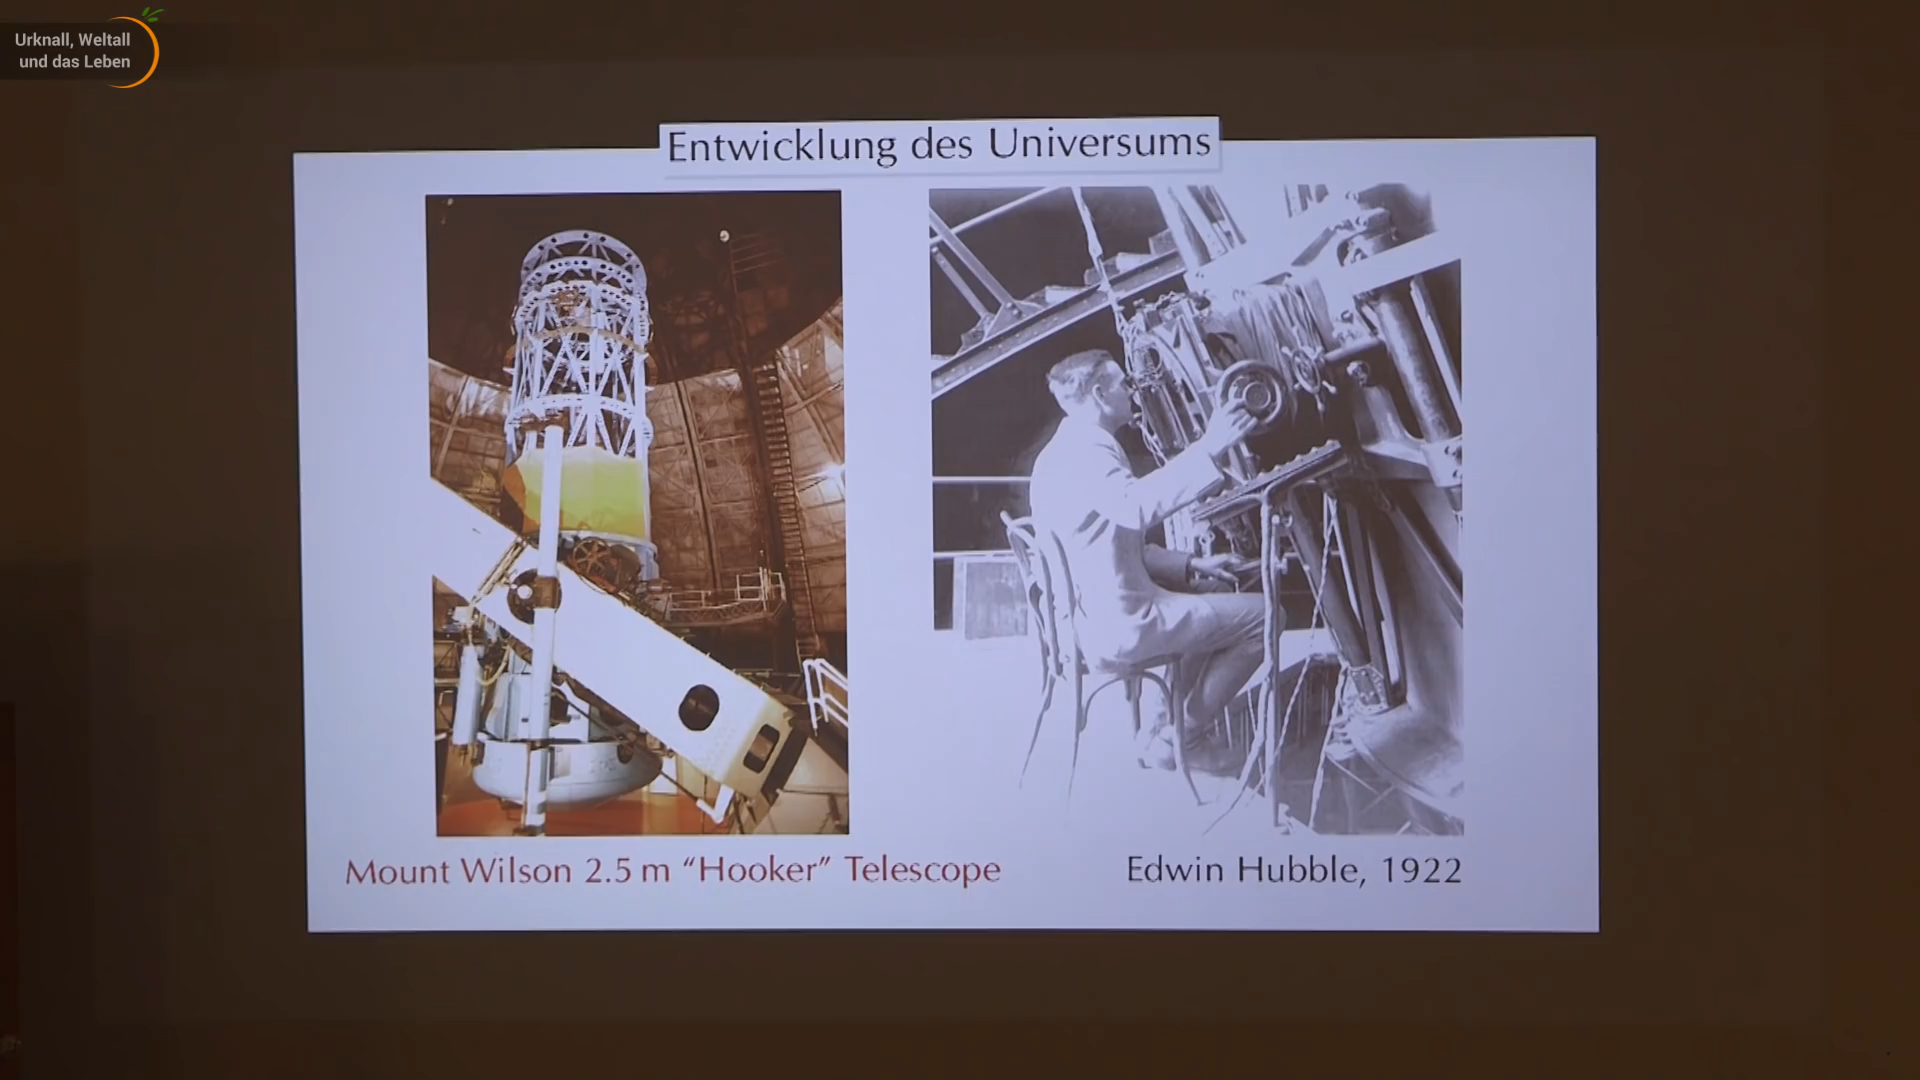 Urknall, Weltall
und das Leben
Entwicklung des Universums
Mount Wilson 2.5 m “Hooker” Telescope
Edwin Hubble, 1922